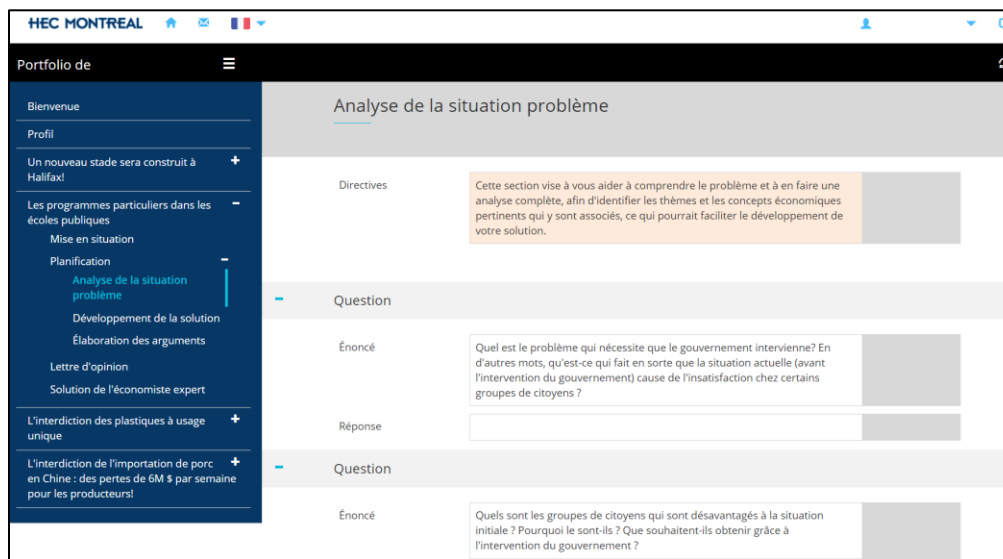 HEC MONTREAL
Portfolio de
Bienvenue
Profil
Un nouveau stade sera construit à
Halifax!
Les programmes particuliers dans les
écoles publiques
Mise en situation
Planification
Analyse de la situation
problème
Développement de la solution
Élaboration des arguments
Lettre d'opinion
Solution de l'économiste expert
L'interdiction des plastiques à usage
unique
L'interdiction de l'importation de porc
en Chine : des pertes de 6M $ par semaine
pour les producteurs!
Analyse de la situation problème
Directives
Cette section vise à vous aider à comprendre le problème et à en faire une
analyse complète, afin d'identifier les thèmes et les concepts économiques
pertinents qui y sont associés, ce qui pourrait faciliter le développement de
votre solution.
Question
Énoncé
Quel est le problème qui nécessite que le gouvernement intervienne? En
d'autres mots, qu'est-ce qui fait en sorte que la situation actuelle (avant
l'intervention du gouvernement) cause de l'insatisfaction chez certains
groupes de citoyens ?
Réponse
Question
Énoncé
Quels sont les groupes de citoyens qui sont désavantagés à la situation
initiale ? Pourquoi le sont-ils ? Que souhaitent-ils obtenir grâce à
l'intervention du gouvernement ?